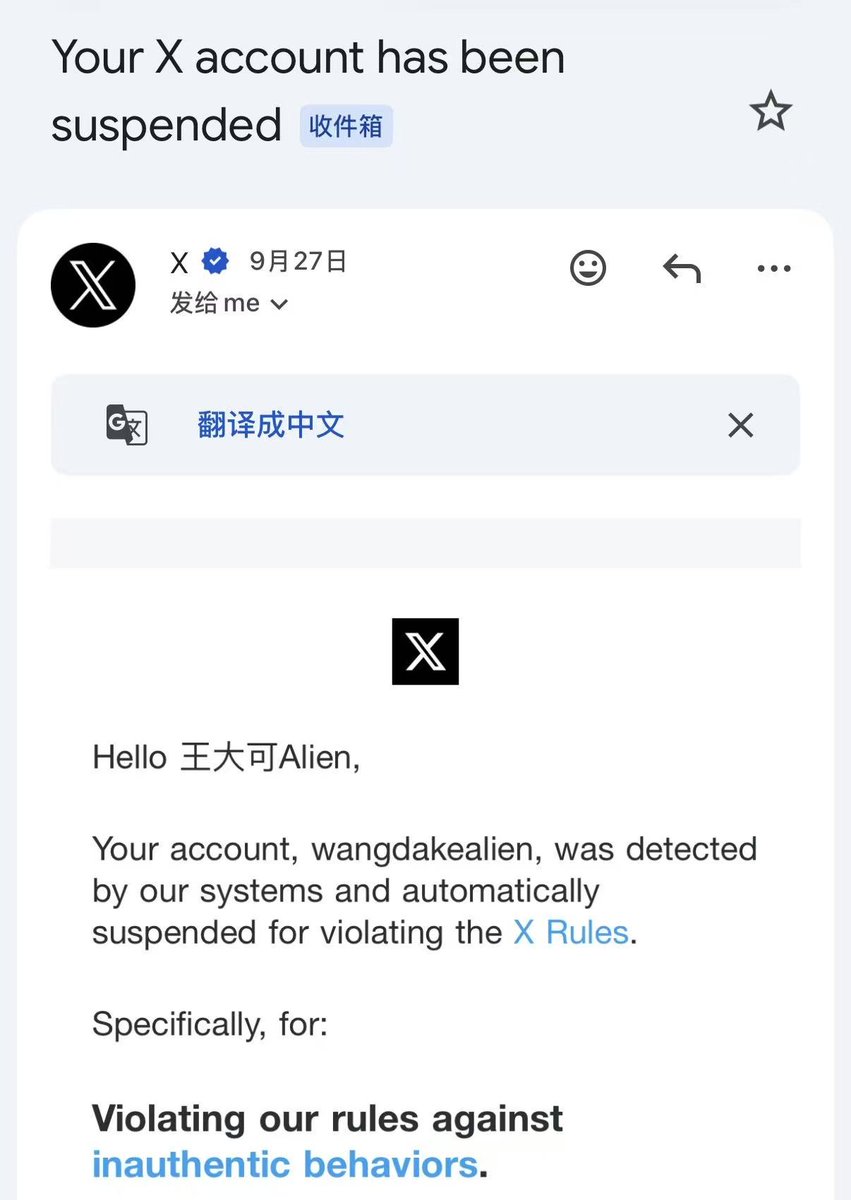 Your X account has been
suspended 收件箱
X 9月27日
发给 me
翻译成中文
Hello 王大可Alien,
Your account, wangdakealien, was detected
by our systems and automatically
suspended for violating the X Rules.
Specifically, for:
Violating our rules against
inauthentic behaviors.